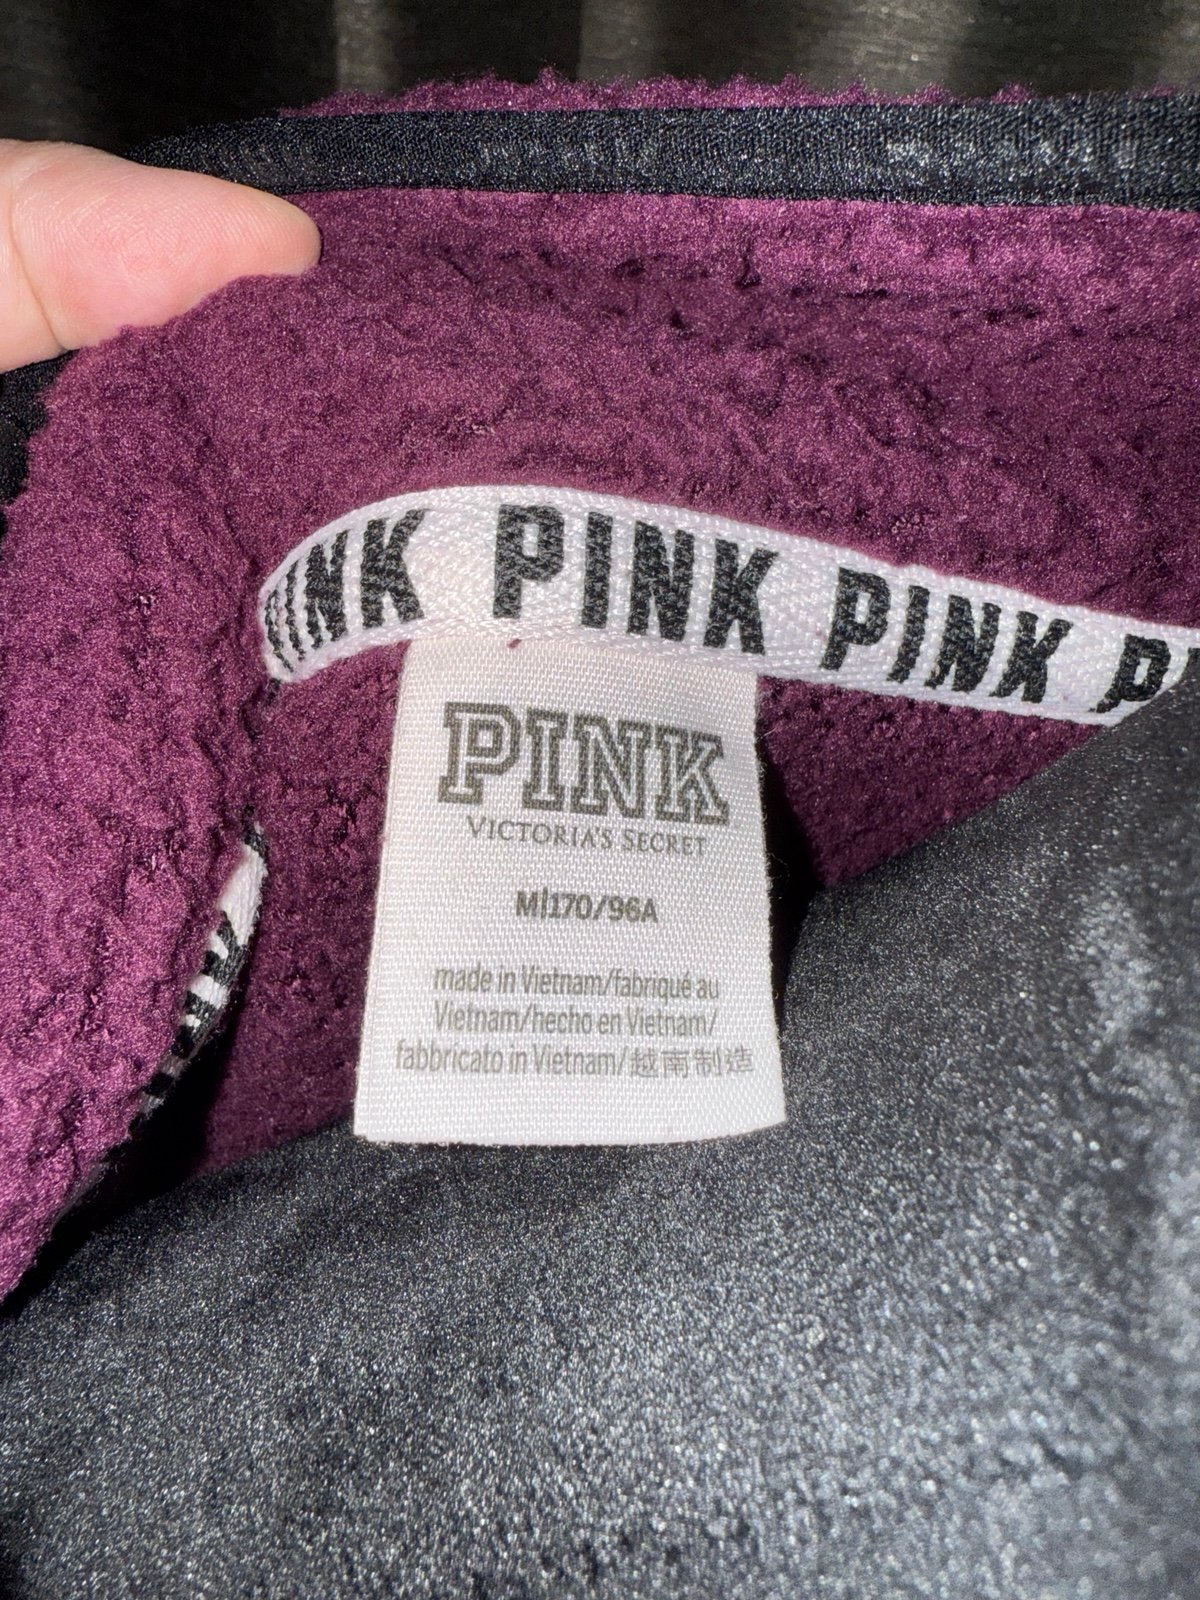 PINK PINK PINK
PINK
VICTORIA'S SECRET
M|170/96A
made in Vietnam/fabriqué au
Vietnam/hecho en Vietnam/
fabbricato in Vietnam/越南制造